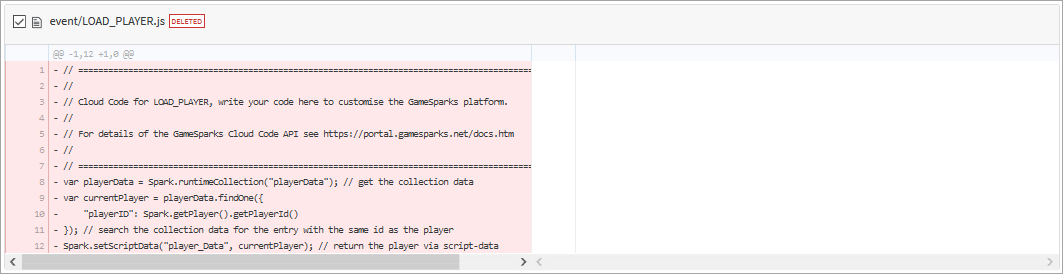 event/LOAD_PLAYER.js DELETED
@@ -1,12 +1,0 @@
1 - // ==========================================================================================
2 - //
3 - // Cloud Code for LOAD_PLAYER, write your code here to customise the GameSparks platform.
4 - //
5 - // For details of the GameSparks Cloud Code API see https://portal.gamesparks.net/docs.htm
6 - //
7 - // ==========================================================================================
8 - var playerData = Spark.runtimeCollection("playerData"); // get the collection data
9 - var currentPlayer = playerData.findOne({
10 -     "playerID": Spark.getPlayer().getPlayerId()
11 - }); // search the collection data for the entry with the same id as the player
12 - Spark.setScriptData("player_Data", currentPlayer); // return the player via script-data